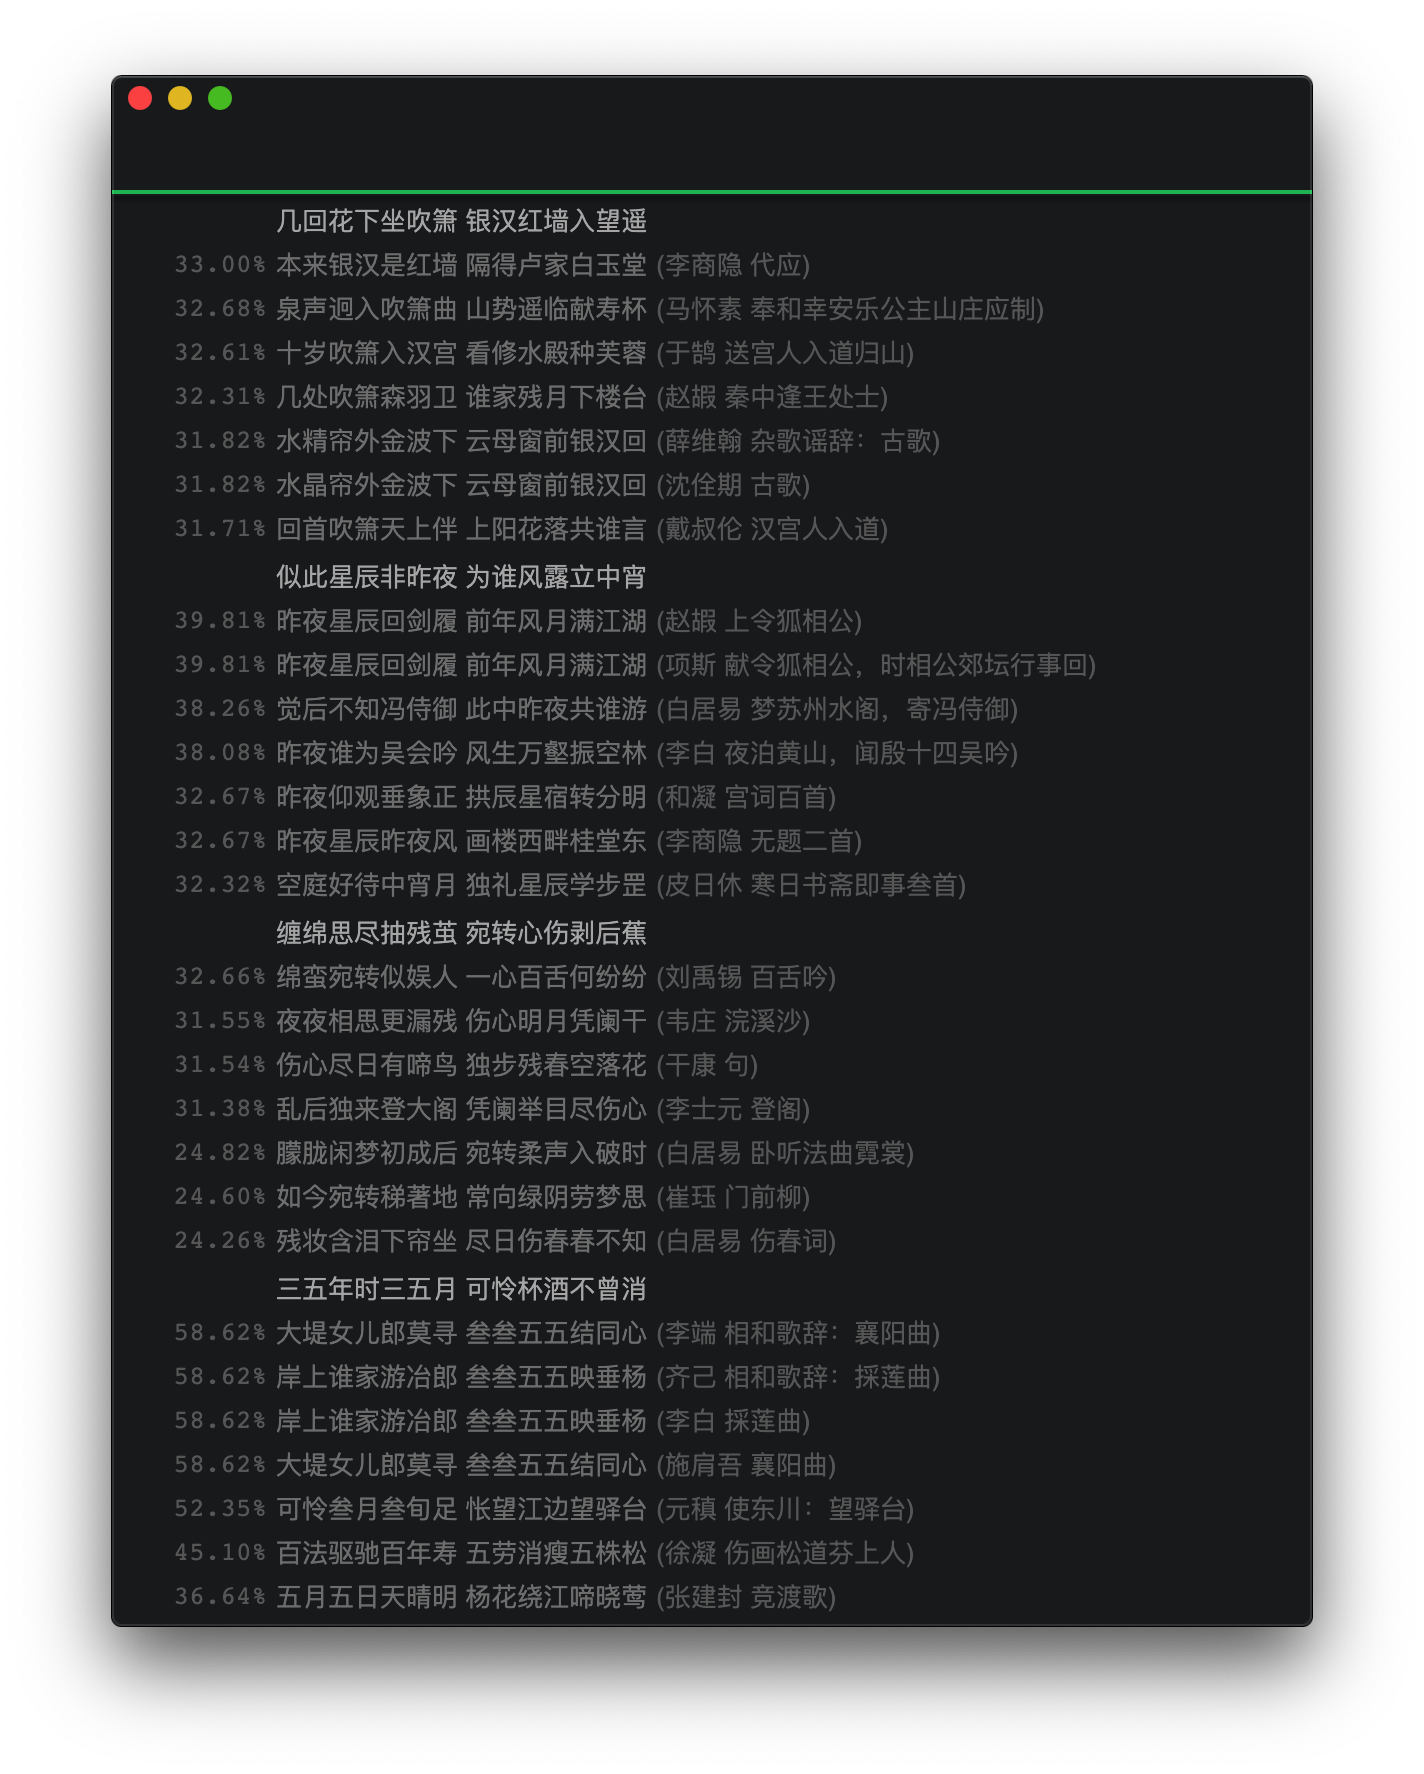 几回花下坐吹箫 银汉红墙入望遥
33.00% 本来银汉是红墙 隔得卢家白玉堂 (李商隐 代应)
32.68% 泉声迥入吹箫曲 山势遥临献寿杯 (马怀素 奉和幸安乐公主山庄应制)
32.61% 十岁吹箫入汉宫 看修水殿种芙蓉 (于鹄 送宫人入道归山)
32.31% 几处吹箫森羽卫 谁家残月下楼台 (赵嘏 秦中逢王处士)
31.82% 水精帘外金波下 云母窗前银汉回 (薛维翰 杂歌谣辞：古歌)
31.82% 水晶帘外金波下 云母窗前银汉回 (沈佺期 古歌)
31.71% 回首吹箫天上伴 上阳花落共谁言 (戴叔伦 汉宫人入道)
似此星辰非昨夜 为谁风露立中宵
39.81% 昨夜星辰回剑履 前年风月满江湖 (赵嘏 上令狐相公)
39.81% 昨夜星辰回剑履 前年风月满江湖 (项斯 献令狐相公，时相公郊坛行事回)
38.26% 觉后不知冯侍御 此中昨夜共谁游 (白居易 梦苏州水阁，寄冯侍御)
38.08% 昨夜谁为吴会吟 风生万壑振空林 (李白 夜泊黄山，闻殷十四吴吟)
32.67% 昨夜仰观垂象正 拱辰星宿转分明 (和凝 宫词百首)
32.67% 昨夜星辰昨夜风 画楼西畔桂堂东 (李商隐 无题二首)
32.32% 空庭好待中宵月 独礼星辰学步罡 (皮日休 寒日书斋即事叁首)
缠绵思尽抽残茧 宛转心伤剥后蕉
32.66% 绵蛮宛转似娱人 一心百舌何纷纷 (刘禹锡 百舌吟)
31.55% 夜夜相思更漏残 伤心明月凭阑干 (韦庄 浣溪沙)
31.54% 伤心尽日有啼鸟 独步残春空落花 (干康 句)
31.38% 乱后独来登大阁 凭阑举目尽伤心 (李士元 登阁)
24.82% 朦胧闲梦初成后 宛转柔声入破时 (白居易 卧听法曲霓裳)
24.60% 如今宛转稊著地 常向绿阴劳梦思 (崔珏 门前柳)
24.26% 残妆含泪下帘坐 尽日伤春春不知 (白居易 伤春词)
三五年时三五月 可怜杯酒不曾消
58.62% 大堤女儿郎莫寻 叁叁五五结同心 (李端 相和歌辞：襄阳曲)
58.62% 岸上谁家游冶郎 叁叁五五映垂杨 (齐己 相和歌辞：採莲曲)
58.62% 岸上谁家游冶郎 叁叁五五映垂杨 (李白 採莲曲)
58.62% 大堤女儿郎莫寻 叁叁五五结同心 (施肩吾 襄阳曲)
52.35% 可怜叁月叁旬足 怅望江边望驿台 (元稹 使东川：望驿台)
45.10% 百法驱驰百年寿 五劳消瘦五株松 (徐凝 伤画松道芬上人)
36.64% 五月五日天晴明 杨花绕江啼晓莺 (张建封 竞渡歌)